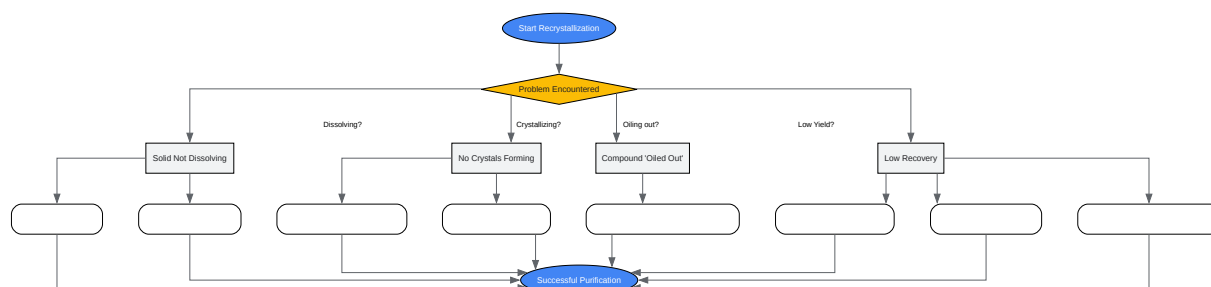 Start Recrystallization
Problem Encountered
Dissolving?
Crystallizing?
Oiling out?
Low Yield?
Solid Not Dissolving
No Crystals Forming
Compound 'Oiled Out'
Low Recovery
Successful Purification